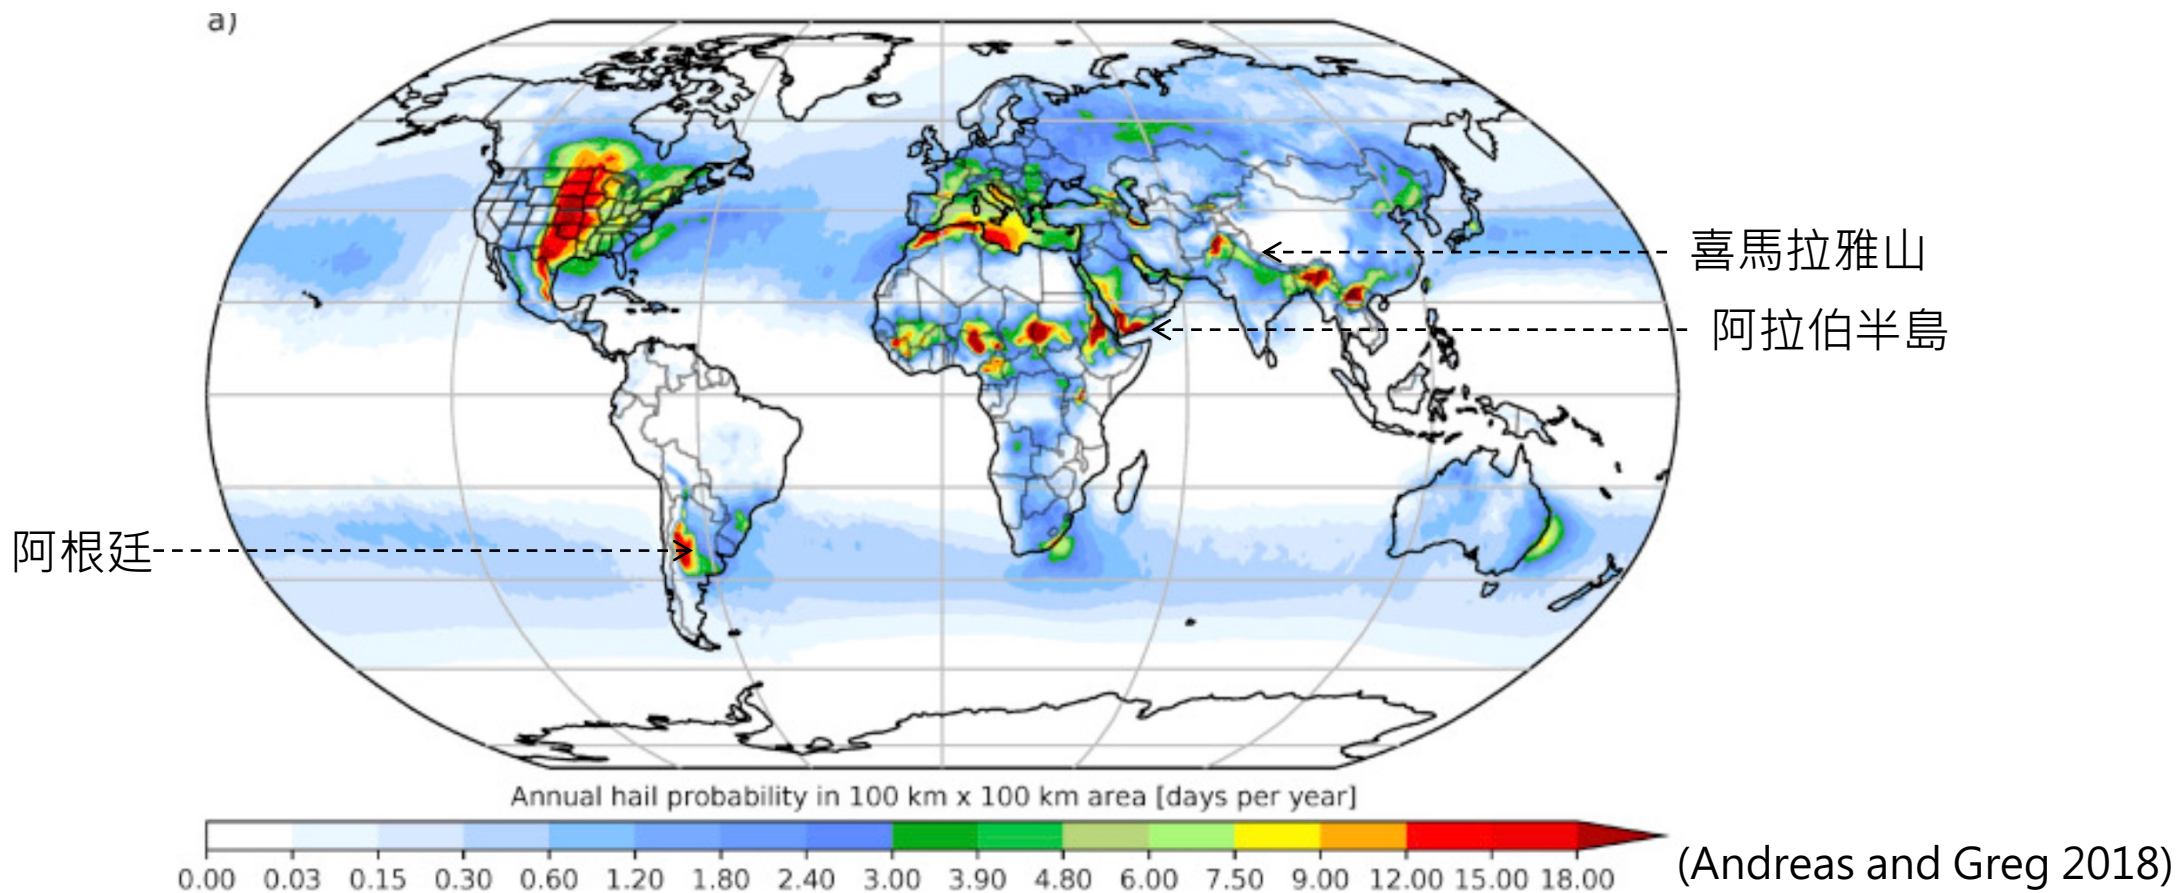 a)
喜馬拉雅山
阿拉伯半島
阿根廷
Annual hail probability in 100 km x 100 km area [days per year]
0.00 0.03 0.15 0.30 0.60 1.20 1.80 2.40 3.00 3.90 4.80 6.00 7.50 9.00 12.00 15.00 18.00
(Andreas and Greg 2018)